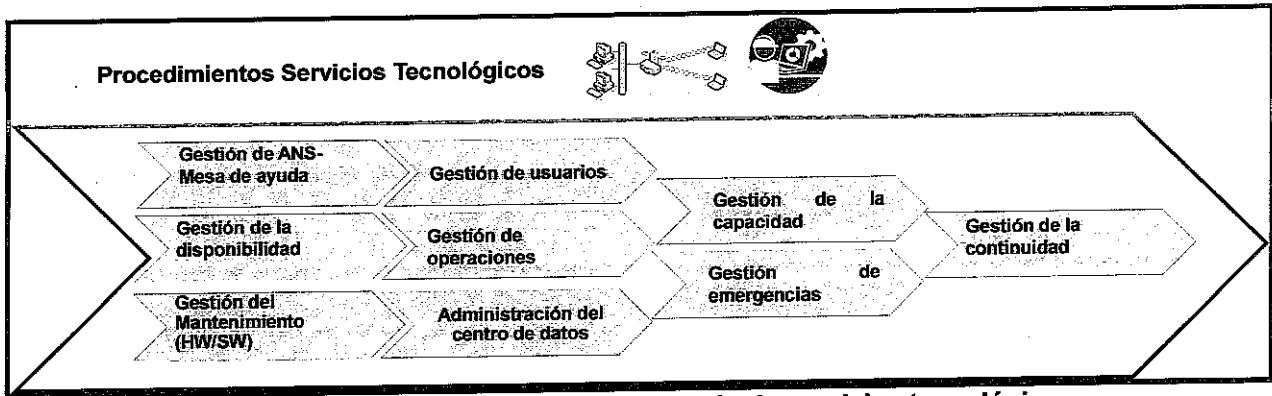 Procedimientos Servicios Tecnológicos
Gestión de ANS-
Mesa de ayuda
Gestión de usuarios
Gestión de la
disponibilidad
Gestión de
operaciones
Gestión del
Mantenimiento
(HW/SW)
Administración del
centro de datos
Gestión de la
capacidad
Gestión de
emergencias
Gestión de la
continuidad